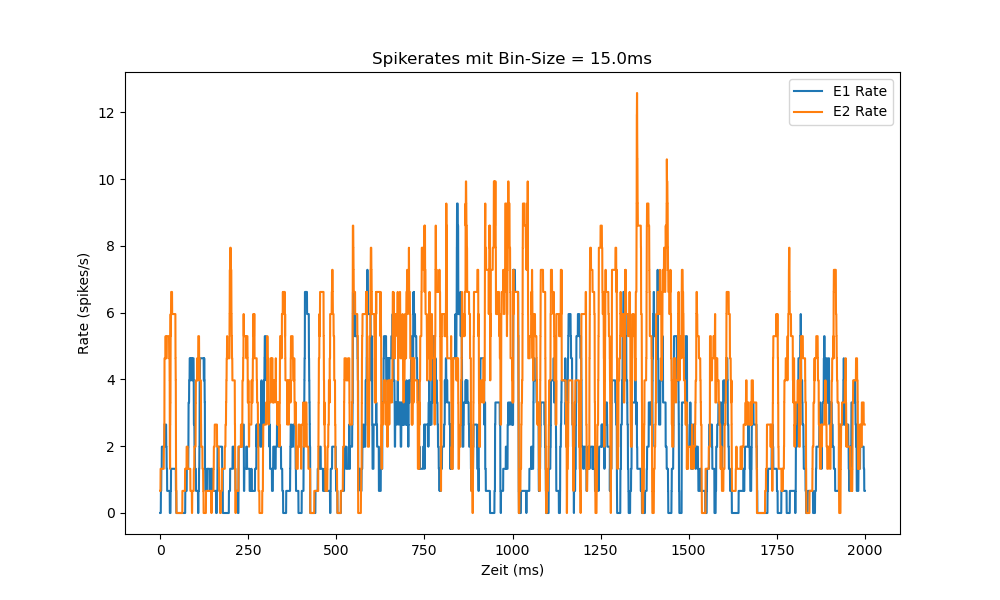 Spikerates mit Bin-Size = 15.0ms
E1 Rate
E2 Rate
Rate (spikes/s)
12
10
8
6
4
2
0
0 250 500 750 1000 1250 1500 1750 2000
Zeit (ms)